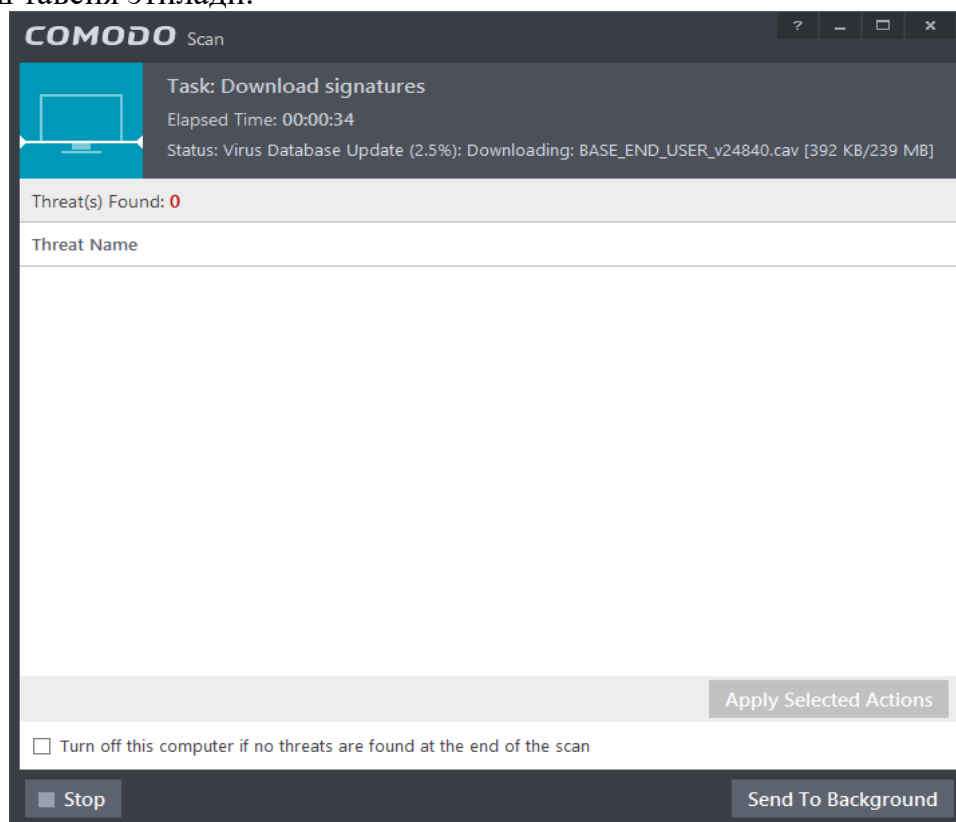 тавсия этилади.
COMODO Scan
Task: Download signatures
Elapsed Time: 00:00:34
Status: Virus Database Update (2.5%): Downloading: BASE_END_USER_v24840.cav [392 KB/239 MB]
Threat(s) Found: 0
Threat Name
Apply Selected Actions
Turn off this computer if no threats are found at the end of the scan
Stop
Send To Background